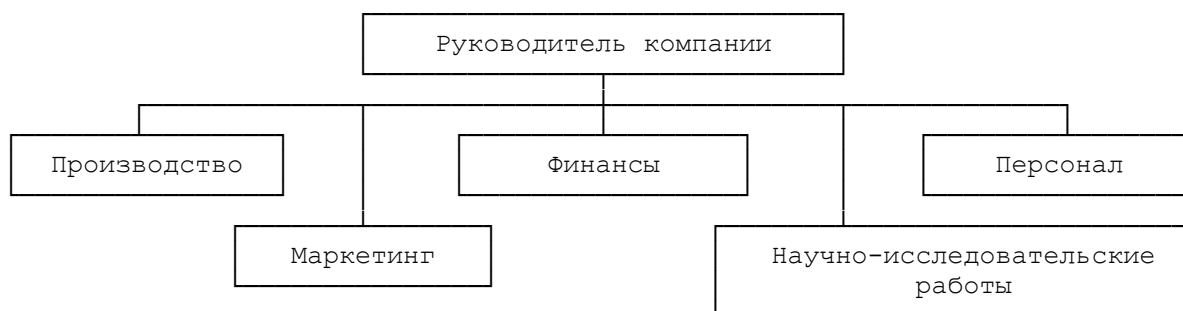 Руководитель компании
Производство
Финансы
Персонал
Маркетинг
Научно-исследовательские
работы